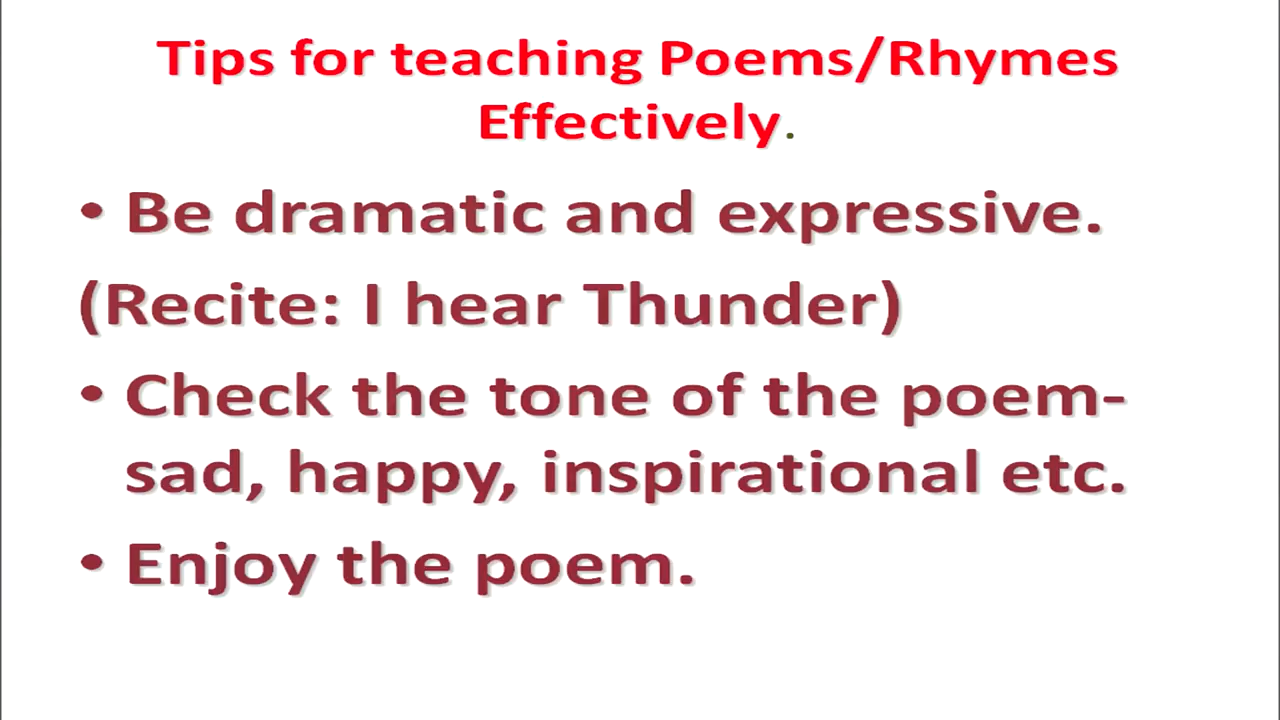 Tips for teaching Poems/Rhymes
Effectively.
• Be dramatic and expressive.
(Recite: I hear Thunder)
• Check the tone of the poem-
sad, happy, inspirational etc.
• Enjoy the poem.